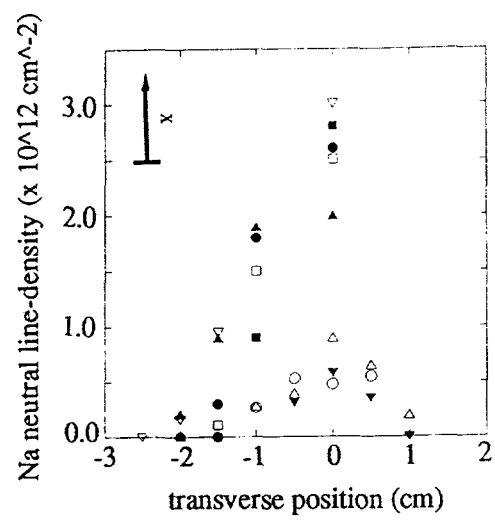 Na neutral line-density (x 10^12 cm^-2)
3.0
2.0
1.0
0.0
x
-3 -2 -1 0 1 2
transverse position (cm)